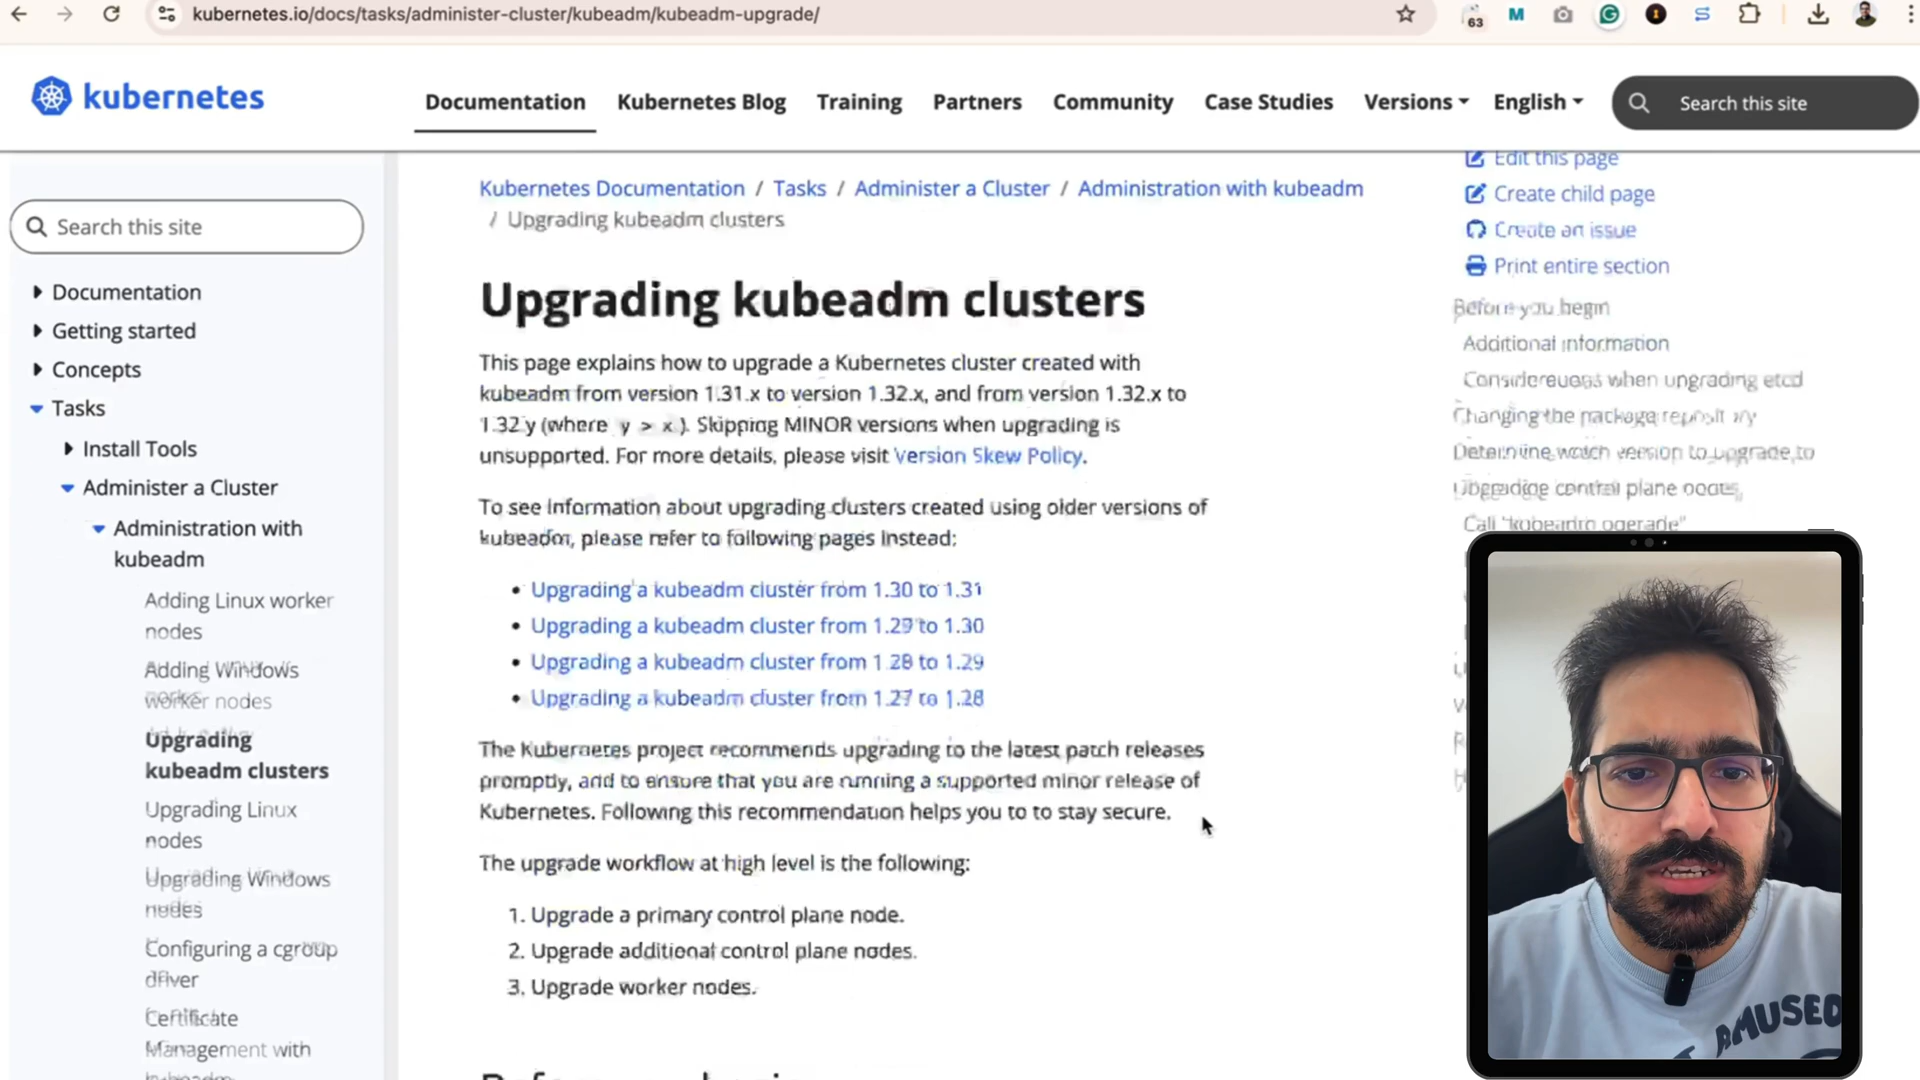 kubernetes.io/docs/tasks/administer-cluster/kubeadm/kubeadm-upgrade/
63
M
kubernetes
Documentation
Kubernetes Blog
Training
Partners
Community
Case Studies
Versions
English
Search this site
Search this site
Documentation
Getting started
Concepts
Tasks
Install Tools
Administer a Cluster
Administration with
kubeadm
Adding Linux worker
nodes
Adding Windows
worker nodes
Upgrading
kubeadm clusters
Upgrading Linux
nodes
Upgrading Windows
nodes
Configuring a cgroup
driver
Certificate
Management with
kubeadm
Kubernetes Documentation / Tasks / Administer a Cluster / Administration with kubeadm
/ Upgrading kubeadm clusters
Upgrading kubeadm clusters
This page explains how to upgrade a Kubernetes cluster created with
kubeadm from version 1.31.x to version 1.32.x, and from version 1.32.x to
1.32.y (where y > x ). Skipping MINOR versions when upgrading is
unsupported. For more details, please visit Version Skew Policy.
To see information about upgrading clusters created using older versions of
kubeadm, please refer to following pages instead:
• Upgrading a kubeadm cluster from 1.30 to 1.31
• Upgrading a kubeadm cluster from 1.29 to 1.30
• Upgrading a kubeadm cluster from 1.28 to 1.29
• Upgrading a kubeadm cluster from 1.27 to 1.28
The Kubernetes project recommends upgrading to the latest patch releases
promptly, and to ensure that you are running a supported minor release of
Kubernetes. Following this recommendation helps you to to stay secure.
The upgrade workflow at high level is the following:
1. Upgrade a primary control plane node.
2. Upgrade additional control plane nodes.
3. Upgrade worker nodes.
Before you begin
Edit this page
Create child page
Create an issue
Print entire section
Before you begin
Additional information
Considerations when upgrading etcd
Changing the package repository
Determine which version to upgrade to
Upgrading control plane nodes
Call "kubeadm upgrade"
AMUSED